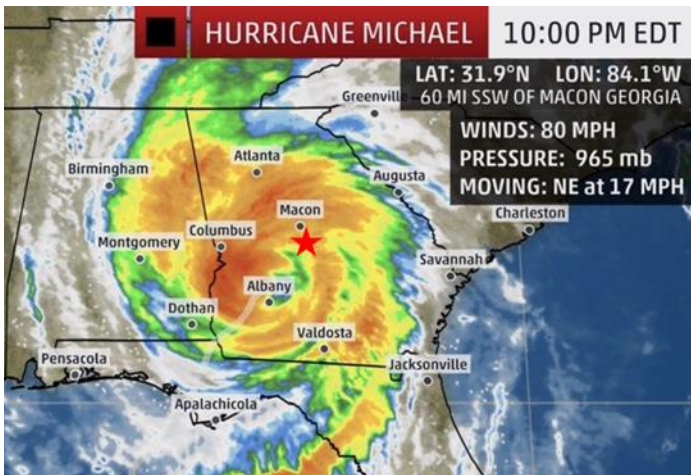 HURRICANE MICHAEL
10:00 PM EDT
LAT: 31.9°N LON: 84.1°W
60 MI SSW OF MACON GEORGIA
WINDS: 80 MPH
PRESSURE: 965 mb
MOVING: NE at 17 MPH
Greenville
Atlanta
Birmingham
Augusta
Macon
Charleston
Columbus
Montgomery
Savannah
Albany
Dothan
Valdosta
Pensacola
Jacksonville
Apalachicola